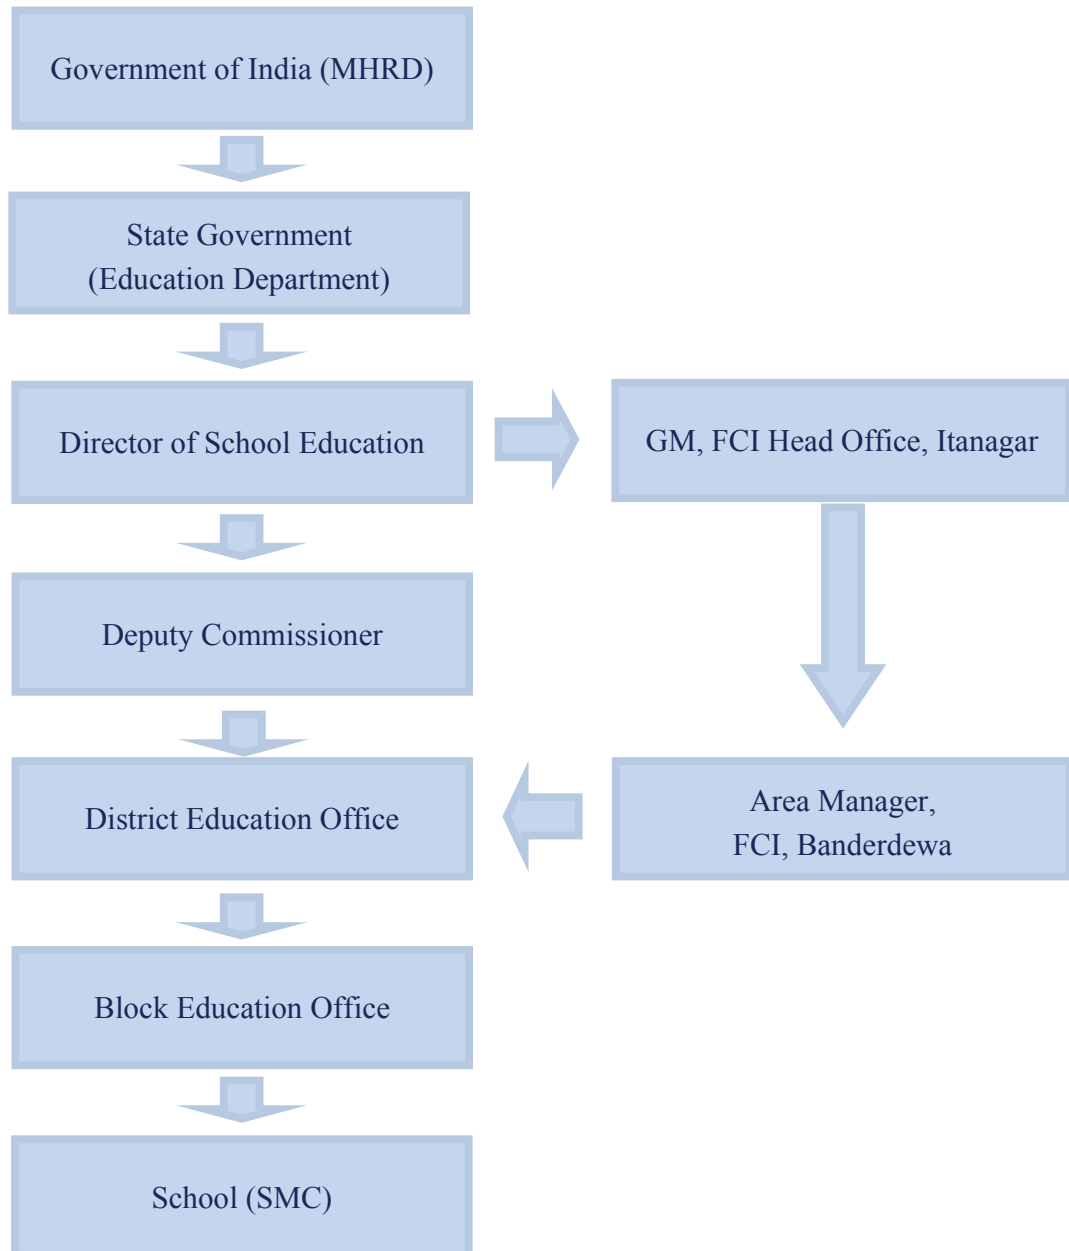 Government of India (MHRD)
State Government
(Education Department)
Director of School Education
GM, FCI Head Office, Itanagar
Deputy Commissioner
District Education Office
Area Manager,
FCI, Banderdewa
Block Education Office
School (SMC)